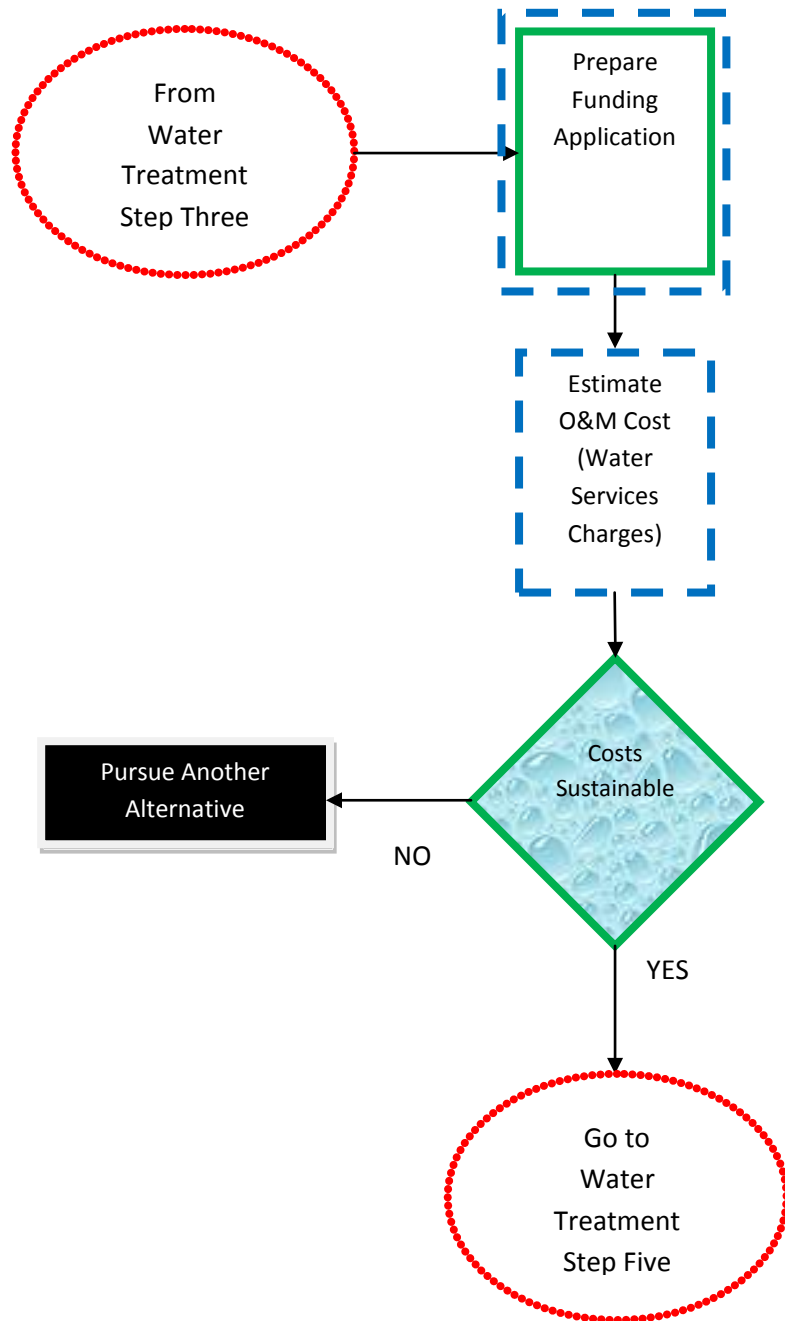 From
Water
Treatment
Step Three
Prepare
Funding
Application
Estimate
O&M Cost
(Water
Services
Charges)
Costs
Sustainable
Pursue Another
Alternative
NO
YES
Go to
Water
Treatment
Step Five